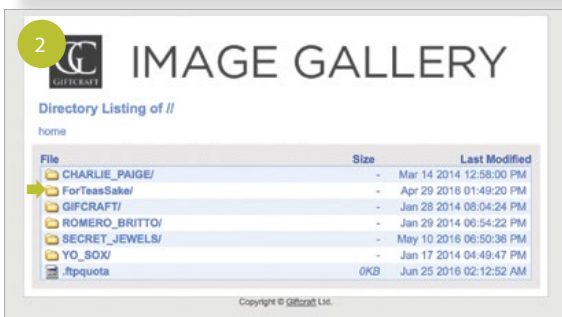 2
GC
GIFTCRAFT
IMAGE GALLERY
Directory Listing of //
home
File Size Last Modified
CHARLIE_PAIGE/ - Mar 14 2014 12:58:00 PM
ForTeasSake/ - Apr 29 2016 01:49:20 PM
GIFCRAFT/ - Jan 28 2014 08:04:24 PM
ROMERO_BRITTO/ - Jan 29 2014 06:54:22 PM
SECRET_JEWELS/ - May 10 2016 06:50:36 PM
YO_SOX/ - Jan 17 2014 04:49:47 PM
.ftpquota 0KB Jun 25 2016 02:12:52 AM
Copyright © Giftcraft Ltd.